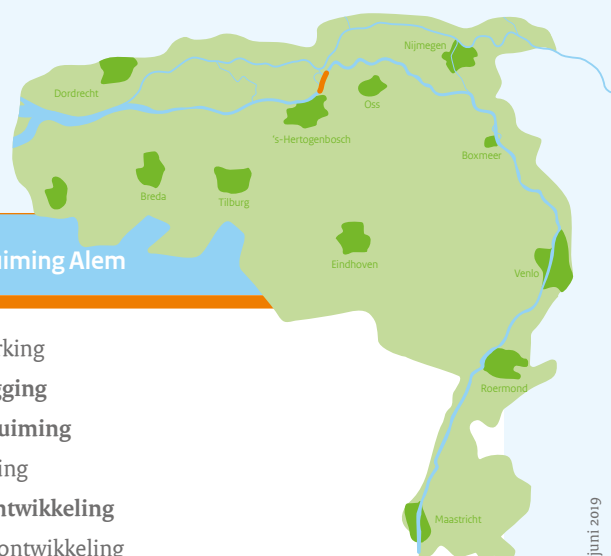 Nijmegen
Dordrecht
Oss
's-Hertogenbosch
Boxmeer
Breda
Tilburg
Eindhoven
Venlo
uiming Alem
rking
gging
uiming
ing
Roermond
ntwikkeling
Maastricht
ontwikkeling
juni 2019